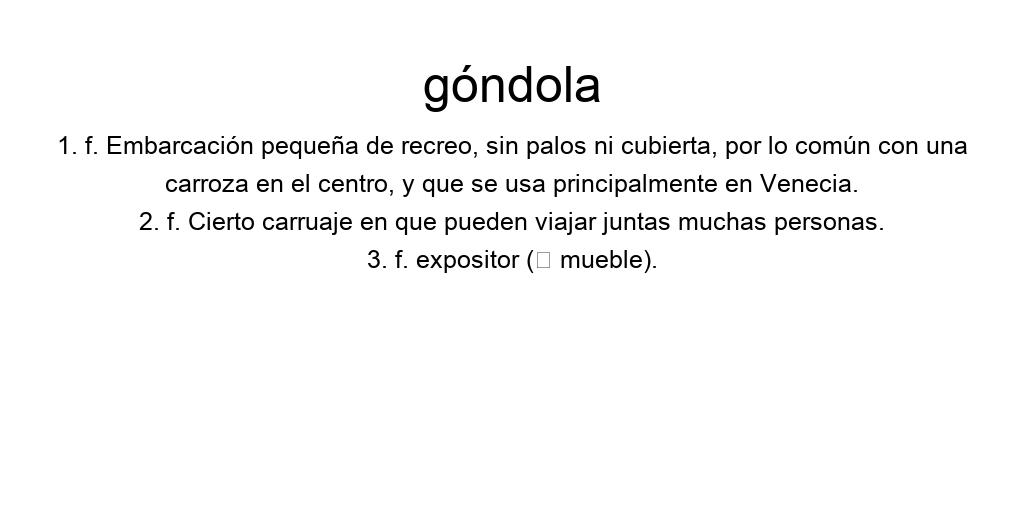 góndola
1. f. Embarcación pequeña de recreo, sin palos ni cubierta, por lo común con una
carroza en el centro, y que se usa principalmente en Venecia.
2. f. Cierto carruaje en que pueden viajar juntas muchas personas.
3. f. expositor (□ mueble).